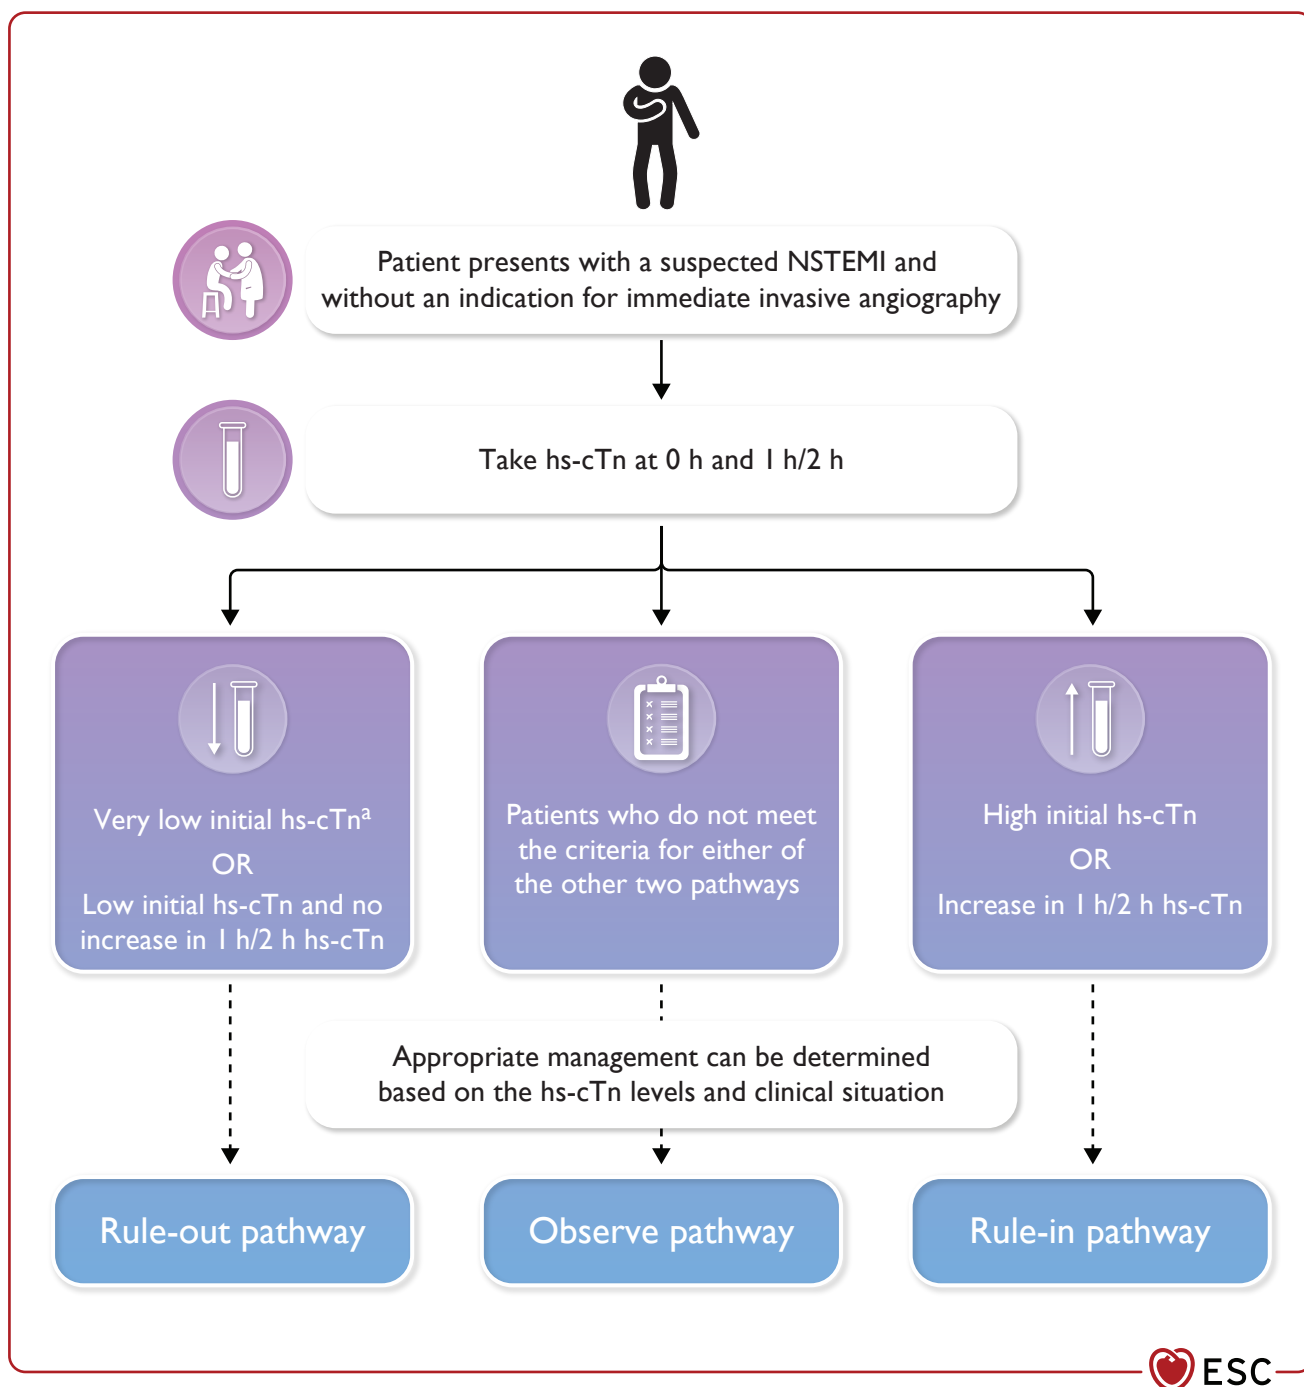 Patient presents with a suspected NSTEMI and
without an indication for immediate invasive angiography
Take hs-cTn at 0 h and 1 h/2 h
Very low initial hs-cTnᵃ
OR
Low initial hs-cTn and no
increase in 1 h/2 h hs-cTn
Patients who do not meet
the criteria for either of
the other two pathways
High initial hs-cTn
OR
Increase in 1 h/2 h hs-cTn
Appropriate management can be determined
based on the hs-cTn levels and clinical situation
Rule-out pathway
Observe pathway
Rule-in pathway
ESC